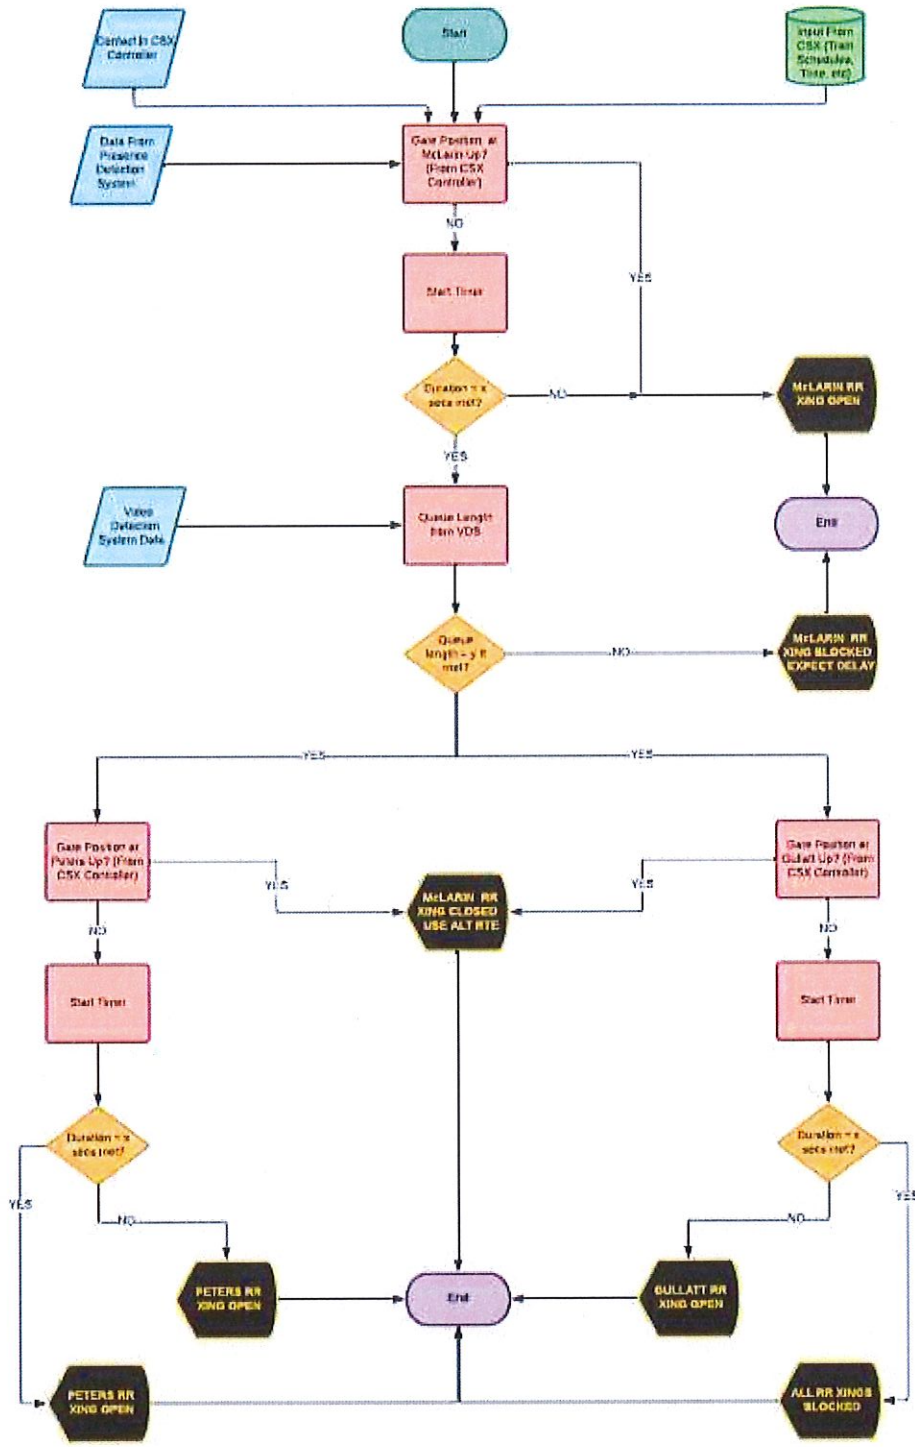 Contact in CSX
Controller
Start
Input From
CSX (Train
Schedules,
Time, etc)
Data From
Presence
Detection
System
Gate Position at
McLarin Up?
(From CSX
Controller)
NO
YES
Start Timer
Duration = x
secs met?
NO
McLARIN RR
XING OPEN
YES
Video
Detection
System Data
Queue Length
from VDS
End
Queue
length = y ft
met?
NO
McLARIN RR
XING BLOCKED
EXPECT DELAY
YES
YES
Gate Position at
Peters Up? (From
CSX Controller)
YES
McLARIN RR
XING CLOSED
USE ALT RTE
YES
Gate Position at
Gullatt Up? (From
CSX Controller)
NO
NO
Start Timer
Start Timer
Duration = x
secs met?
Duration = x
secs met?
YES
NO
NO
YES
PETERS RR
XING OPEN
End
GULLATT RR
XING OPEN
PETERS RR
XING OPEN
ALL RR XINGS
BLOCKED